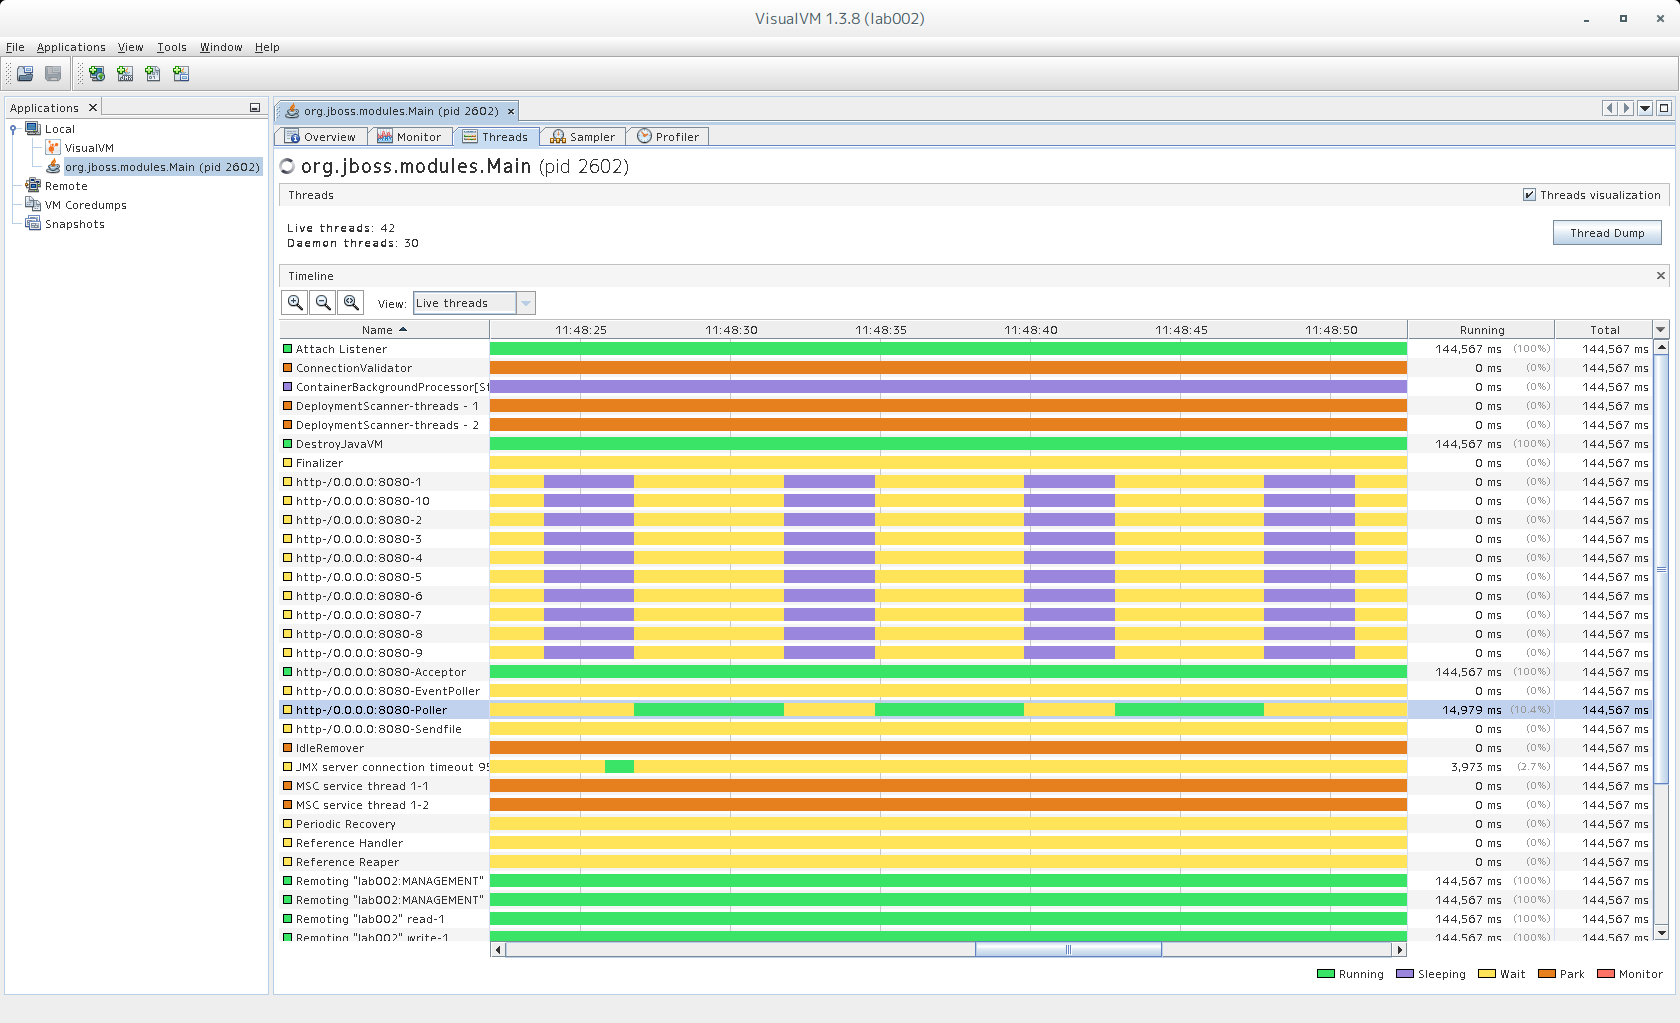 VisualVM 1.3.8 (lab002)
File Applications View Tools Window Help
Applications
Local
VisualVM
org.jboss.modules.Main (pid 2602)
Remote
VM Coredumps
Snapshots
org.jboss.modules.Main (pid 2602)
Overview Monitor Threads Sampler Profiler
org.jboss.modules.Main (pid 2602)
Threads Threads visualization
Live threads: 42
Daemon threads: 30
Thread Dump
Timeline
View: Live threads
Name 11:48:25 11:48:30 11:48:35 11:48:40 11:48:45 11:48:50 Running Total
Attach Listener 144,567 ms (100%) 144,567 ms
ConnectionValidator 0 ms (0%) 144,567 ms
ContainerBackgroundProcessor[St 0 ms (0%) 144,567 ms
DeploymentScanner-threads - 1 0 ms (0%) 144,567 ms
DeploymentScanner-threads - 2 0 ms (0%) 144,567 ms
DestroyJavaVM 144,567 ms (100%) 144,567 ms
Finalizer 0 ms (0%) 144,567 ms
http-/0.0.0.0:8080-1 0 ms (0%) 144,567 ms
http-/0.0.0.0:8080-10 0 ms (0%) 144,567 ms
http-/0.0.0.0:8080-2 0 ms (0%) 144,567 ms
http-/0.0.0.0:8080-3 0 ms (0%) 144,567 ms
http-/0.0.0.0:8080-4 0 ms (0%) 144,567 ms
http-/0.0.0.0:8080-5 0 ms (0%) 144,567 ms
http-/0.0.0.0:8080-6 0 ms (0%) 144,567 ms
http-/0.0.0.0:8080-7 0 ms (0%) 144,567 ms
http-/0.0.0.0:8080-8 0 ms (0%) 144,567 ms
http-/0.0.0.0:8080-9 0 ms (0%) 144,567 ms
http-/0.0.0.0:8080-Acceptor 144,567 ms (100%) 144,567 ms
http-/0.0.0.0:8080-EventPoller 0 ms (0%) 144,567 ms
http-/0.0.0.0:8080-Poller 14,979 ms (10.4%) 144,567 ms
http-/0.0.0.0:8080-Sendfile 0 ms (0%) 144,567 ms
IdleRemover 0 ms (0%) 144,567 ms
JMX server connection timeout 95 3,973 ms (2.7%) 144,567 ms
MSC service thread 1-1 0 ms (0%) 144,567 ms
MSC service thread 1-2 0 ms (0%) 144,567 ms
Periodic Recovery 0 ms (0%) 144,567 ms
Reference Handler 0 ms (0%) 144,567 ms
Reference Reaper 0 ms (0%) 144,567 ms
Remoting "lab002:MANAGEMENT" 144,567 ms (100%) 144,567 ms
Remoting "lab002:MANAGEMENT" 144,567 ms (100%) 144,567 ms
Remoting "lab002" read-1 144,567 ms (100%) 144,567 ms
Remoting "lab002" write-1 144,567 ms (100%) 144,567 ms
Running Sleeping Wait Park Monitor